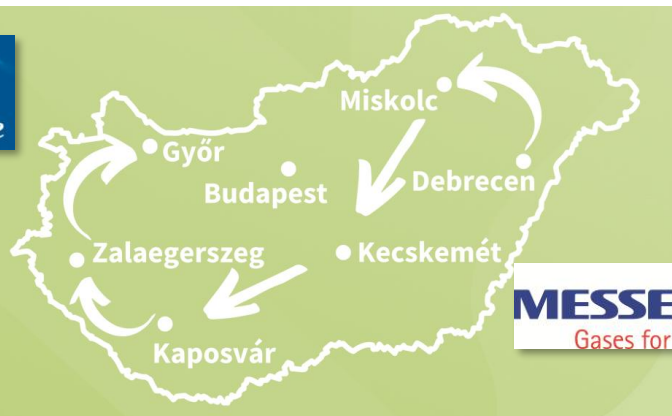 Miskolc
Győr
Budapest
Debrecen
Zalaegerszeg
Kecskemét
MESSE
Gases for
Kaposvár